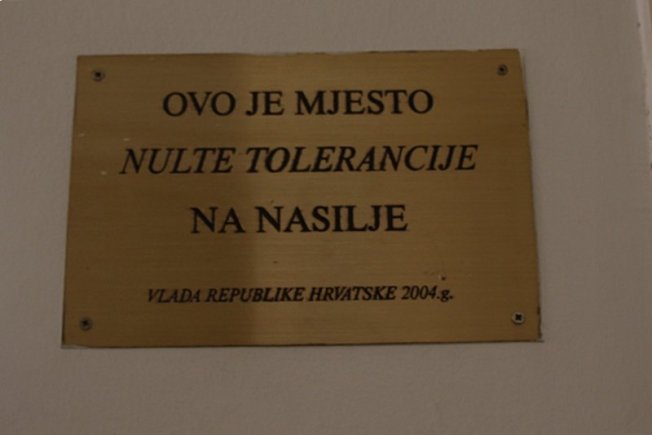 OVO JE MJESTO
NULTE TOLERANCIJE
NA NASILJE
VLADA REPUBLIKE HRVATSKE 2004.g.